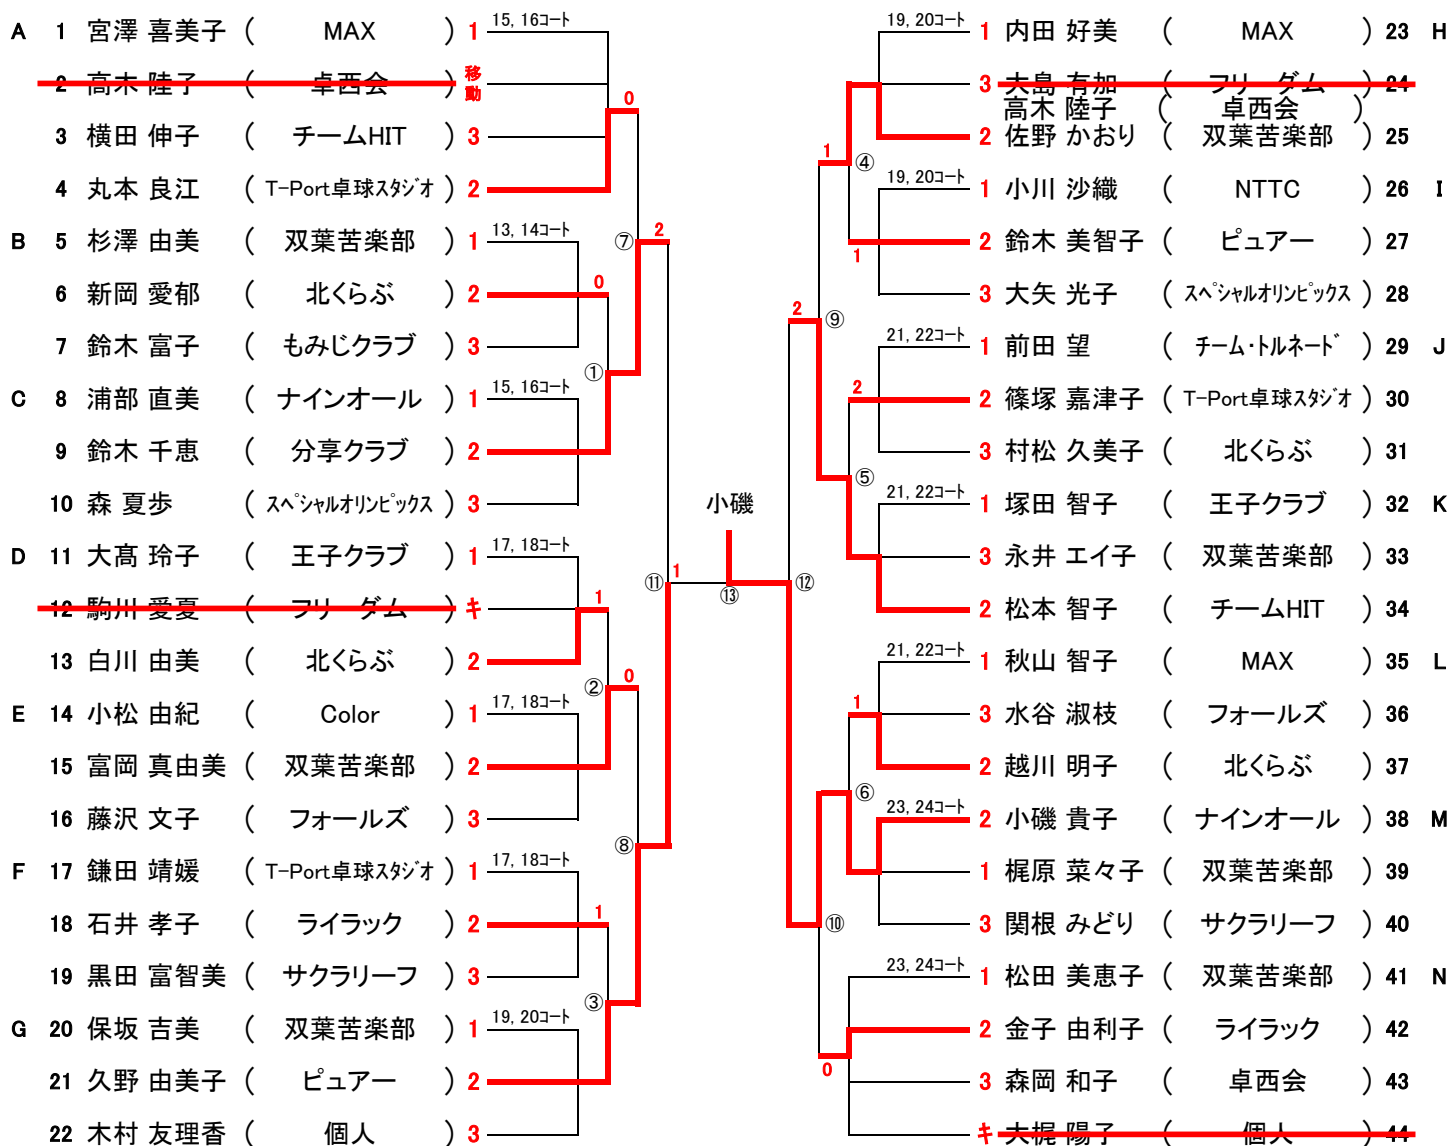 A 1 宮澤 喜美子 ( MAX ) 1 15, 16コート
2 高木 陸子 ( 卓西会 ) 移動
0
3 横田 伸子 ( チームHIT ) 3
4 丸本 良江 ( T-Port卓球スタジオ ) 2
B 5 杉澤 由美 ( 双葉苦楽部 ) 1 13, 14コート ⑦ 2
6 新岡 愛郁 ( 北くらぶ ) 2 0
7 鈴木 富子 ( もみじクラブ ) 3
①
C 8 浦部 直美 ( ナインオール ) 1 15, 16コート
9 鈴木 千恵 ( 分享クラブ ) 2
10 森 夏歩 ( スペシャルオリンピックス ) 3
D 11 大髙 玲子 ( 王子クラブ ) 1 17, 18コート
⑪ 1
12 駒川 愛夏 ( フリーダム ) キ 1
13 白川 由美 ( 北くらぶ ) 2
② 0
E 14 小松 由紀 ( Color ) 1 17, 18コート
15 富岡 真由美 ( 双葉苦楽部 ) 2
16 藤沢 文子 ( フォールズ ) 3
⑧
F 17 鎌田 靖媛 ( T-Port卓球スタジオ ) 1 17, 18コート
18 石井 孝子 ( ライラック ) 2 1
19 黒田 富智美 ( サクラリーフ ) 3
③
G 20 保坂 吉美 ( 双葉苦楽部 ) 1 19, 20コート
21 久野 由美子 ( ピュアー ) 2
22 木村 友理香 ( 個人 ) 3
小磯
⑬
19, 20コート 1 内田 好美 ( MAX ) 23 H
3 大島 有加 ( フリーダム ) 24
高木 陸子 ( 卓西会 )
2 佐野 かおり ( 双葉苦楽部 ) 25
1 ④
19, 20コート 1 小川 沙織 ( NTTC ) 26 I
1 2 鈴木 美智子 ( ピュアー ) 27
3 大矢 光子 ( スペシャルオリンピックス ) 28
2 ⑨
21, 22コート 1 前田 望 ( チーム・トルネード ) 29 J
2 2 篠塚 嘉津子 ( T-Port卓球スタジオ ) 30
3 村松 久美子 ( 北くらぶ ) 31
⑤
21, 22コート 1 塚田 智子 ( 王子クラブ ) 32 K
3 永井 エイ子 ( 双葉苦楽部 ) 33
⑫
2 松本 智子 ( チームHIT ) 34
21, 22コート 1 秋山 智子 ( MAX ) 35 L
1 3 水谷 淑枝 ( フォールズ ) 36
2 越川 明子 ( 北くらぶ ) 37
⑥
23, 24コート 2 小磯 貴子 ( ナインオール ) 38 M
1 梶原 菜々子 ( 双葉苦楽部 ) 39
⑩ 3 関根 みどり ( サクラリーフ ) 40
23, 24コート 1 松田 美恵子 ( 双葉苦楽部 ) 41 N
2 金子 由利子 ( ライラック ) 42
0
3 森岡 和子 ( 卓西会 ) 43
キ 大梶 陽子 ( 個人 ) 44